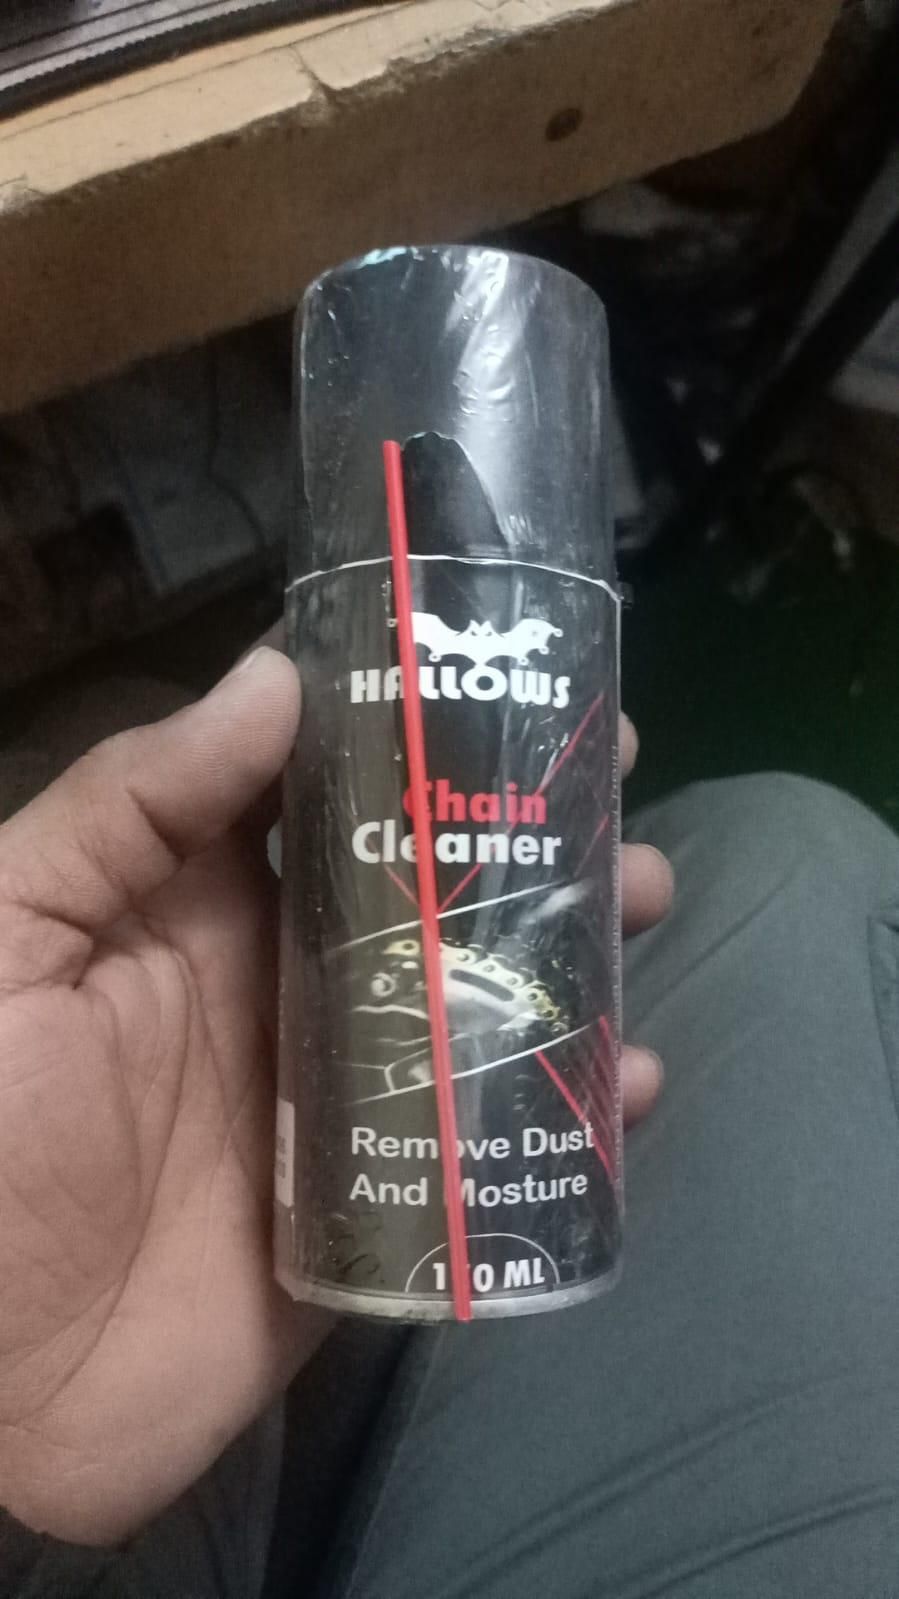 HALLOWS
Chain
Cleaner
Remove Dust
And Mosture
ML